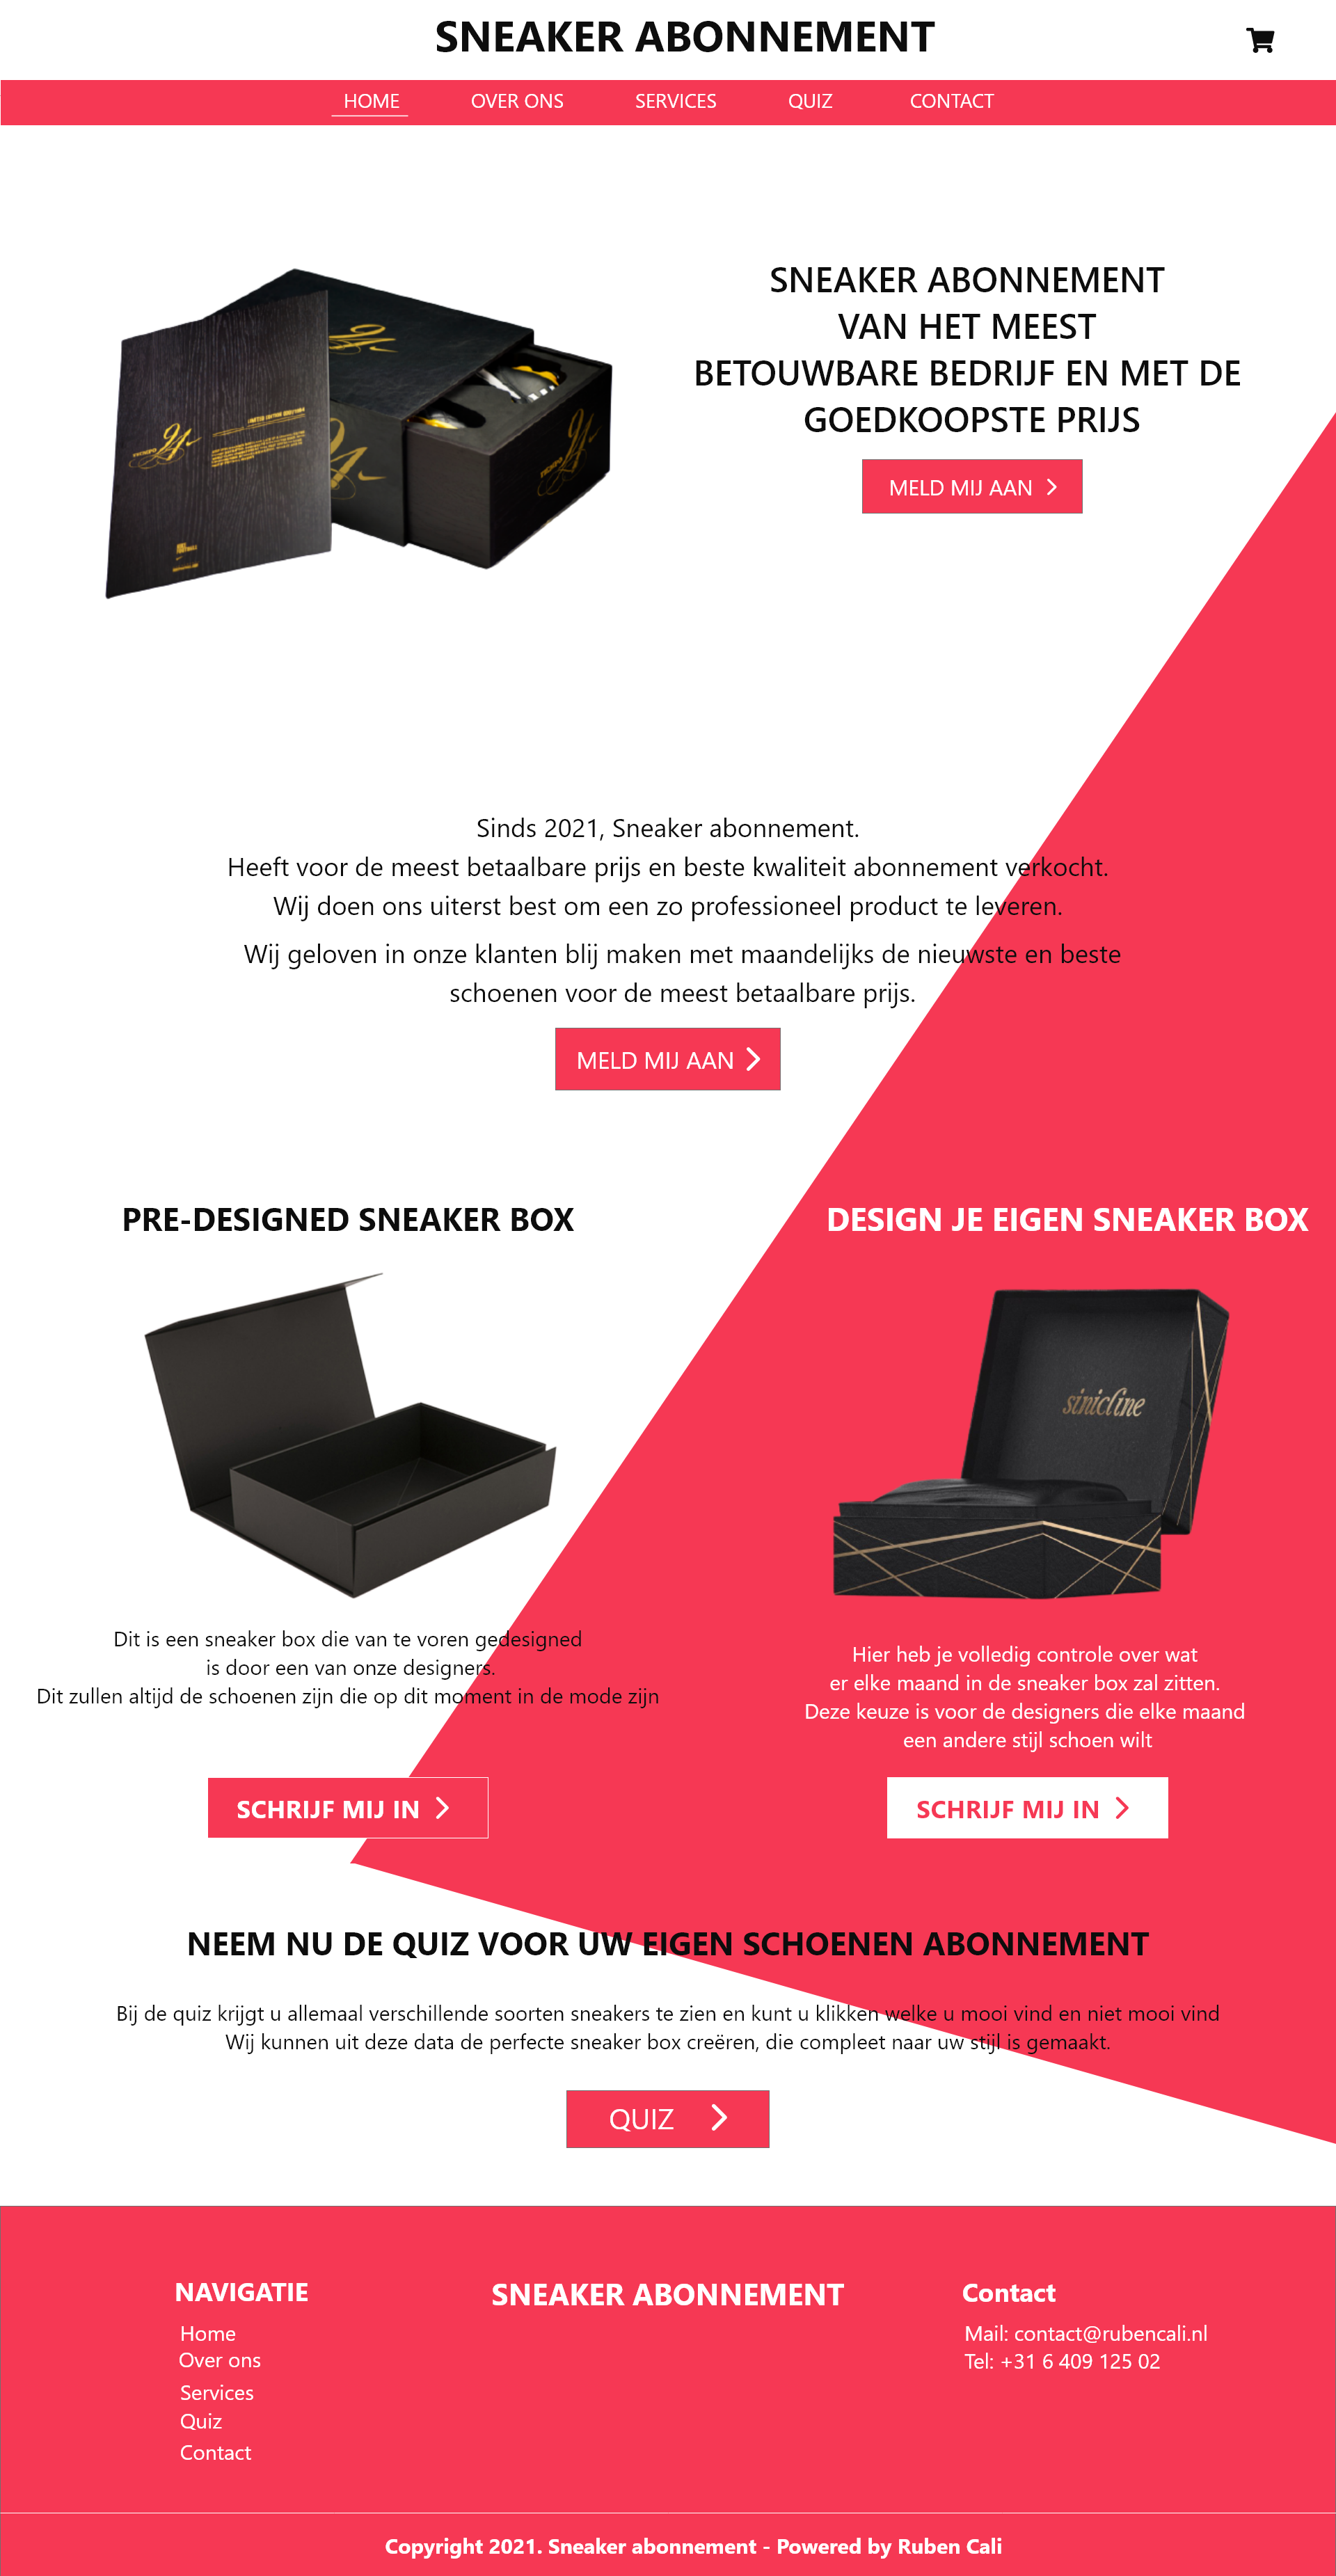 SNEAKER ABONNEMENT
HOME OVER ONS SERVICES QUIZ CONTACT
SNEAKER ABONNEMENT
VAN HET MEEST
BETOUWBARE BEDRIJF EN MET DE
GOEDKOOPSTE PRIJS
MELD MIJ AAN
Sinds 2021, Sneaker abonnement.
Heeft voor de meest betaalbare prijs en beste kwaliteit abonnement verkocht.
Wij doen ons uiterst best om een zo professioneel product te leveren.
Wij geloven in onze klanten blij maken met maandelijks de nieuwste en beste
schoenen voor de meest betaalbare prijs.
MELD MIJ AAN
PRE-DESIGNED SNEAKER BOX
Dit is een sneaker box die van te voren gedesigned
is door een van onze designers.
Dit zullen altijd de schoenen zijn die op dit moment in de mode zijn
SCHRIJF MIJ IN
DESIGN JE EIGEN SNEAKER BOX
sinicline
Hier heb je volledig controle over wat
er elke maand in de sneaker box zal zitten.
Deze keuze is voor de designers die elke maand
een andere stijl schoen wilt
SCHRIJF MIJ IN
NEEM NU DE QUIZ VOOR UW EIGEN SCHOENEN ABONNEMENT
Bij de quiz krijgt u allemaal verschillende soorten sneakers te zien en kunt u klikken welke u mooi vind en niet mooi vind
Wij kunnen uit deze data de perfecte sneaker box creëren, die compleet naar uw stijl is gemaakt.
QUIZ
NAVIGATIE
Home
Over ons
Services
Quiz
Contact
SNEAKER ABONNEMENT
Contact
Mail: contact@rubencali.nl
Tel: +31 6 409 125 02
Copyright 2021. Sneaker abonnement - Powered by Ruben Cali